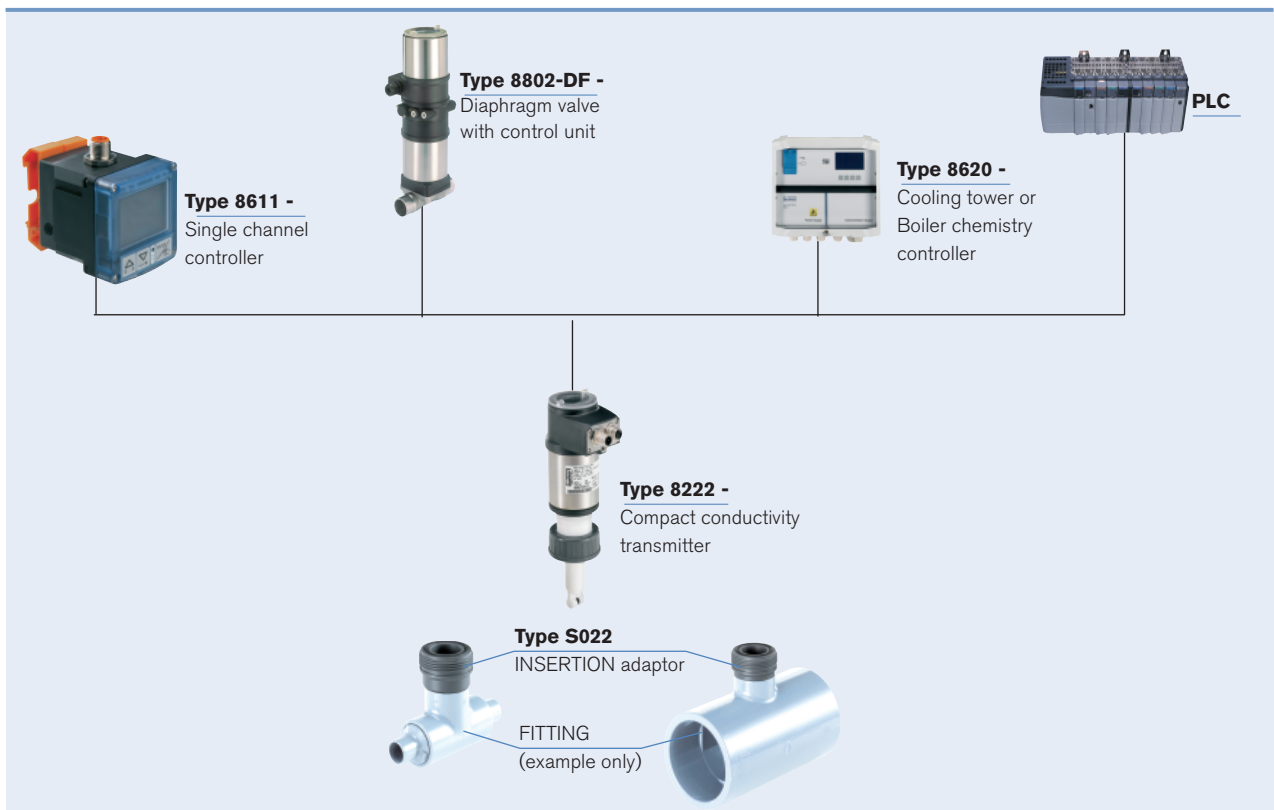 Type 8802-DF -
Diaphragm valve
with control unit
PLC
Type 8611 -
Single channel
controller
Type 8620 -
Cooling tower or
Boiler chemistry
controller
Type 8222 -
Compact conductivity
transmitter
Type S022
INSERTION adaptor
FITTING
(example only)